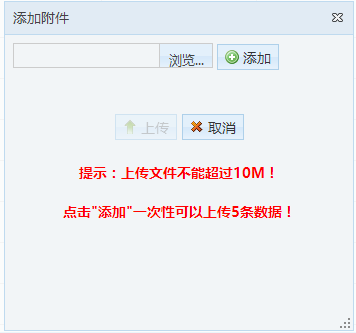 添加附件
浏览... 添加
上传 取消
提示：上传文件不能超过10M！
点击"添加"一次性可以上传5条数据！